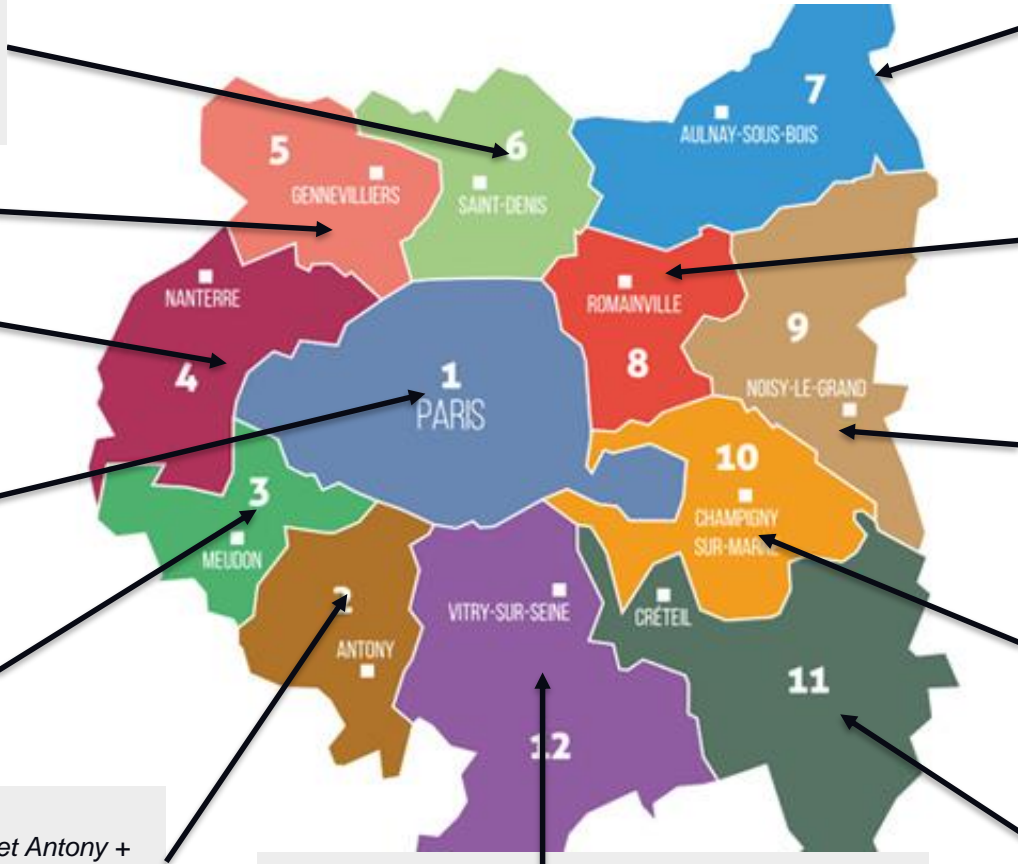 7
AULNAY-SOUS-BOIS
5
GENNEVILLIERS
6
SAINT-DENIS
NANTERRE
4
ROMAINVILLE
8
9
NOISY-LE-GRAND
1
PARIS
10
CHAMPIGNY
SUR-MARNE
3
MEUDON
2
ANTONY
VITRY-SUR-SEINE
CRÉTEIL
11
12
et Antony +